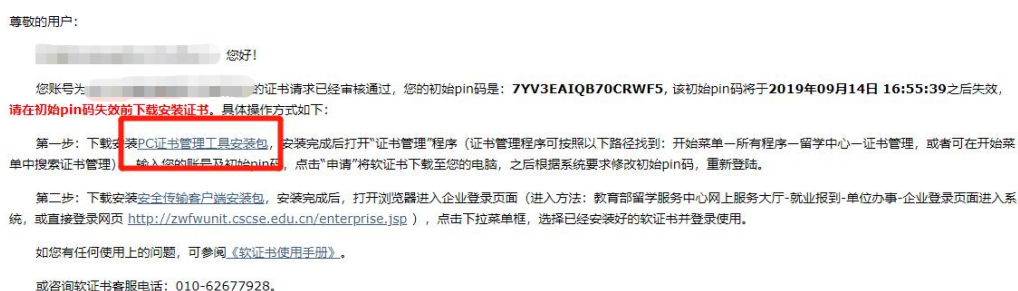 尊敬的用户：
您好！
您账号为的证书请求已经审核通过，您的初始pin码是：7YV3EAIQB70CRWF5, 该初始pin码将于2019年09月14日 16:55:39之后失效，
请在初始pin码失效前下载安装证书。具体操作方式如下：
第一步：下载安装PC证书管理工具安装包，安装完成后打开“证书管理”程序（证书管理程序可按照以下路径找到：开始菜单—所有程序—留学中心—证书管理，或者可在开始菜
单中搜索证书管理），输入您的账号及初始pin码，点击“申请”将软证书下载至您的电脑，之后根据系统要求修改初始pin码，重新登陆。
第二步：下载安装安全传输客户端安装包，安装完成后，打开浏览器进入企业登录页面（进入方法：教育部留学服务中心网上服务大厅-就业报到-单位办事-企业登录页面进入系
统，或直接登录网页 http://zwfwunit.cscse.edu.cn/enterprise.jsp ），点击下拉菜单框，选择已经安装好的软证书并登录使用。
如您有任何使用上的问题，可参阅《软证书使用手册》。
或咨询软证书客服电话：010-62677928。